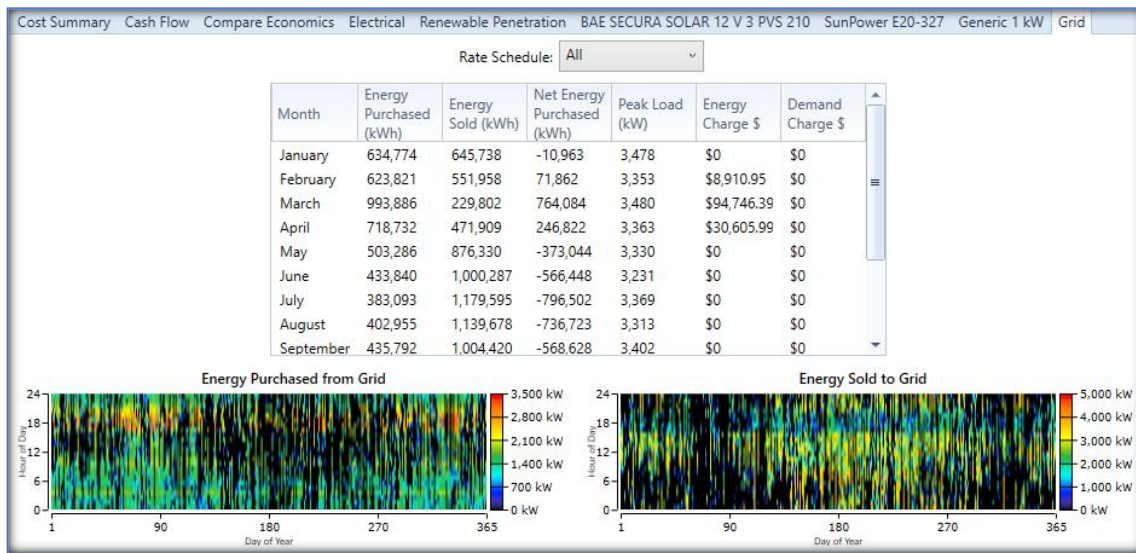 Cost Summary Cash Flow Compare Economics Electrical Renewable Penetration BAE SECURA SOLAR 12 V 3 PVS 210 SunPower E20-327 Generic 1 kW Grid
Rate Schedule: All
Month Energy Purchased (kWh) Energy Sold (kWh) Net Energy Purchased (kWh) Peak Load (kW) Energy Charge $ Demand Charge $
January 634,774 645,738 -10,963 3,478 $0 $0
February 623,821 551,958 71,862 3,353 $8,910.95 $0
March 993,886 229,802 764,084 3,480 $94,746.39 $0
April 718,732 471,909 246,822 3,363 $30,605.99 $0
May 503,286 876,330 -373,044 3,330 $0 $0
June 433,840 1,000,287 -566,448 3,231 $0 $0
July 383,093 1,179,595 -796,502 3,369 $0 $0
August 402,955 1,139,678 -736,723 3,313 $0 $0
September 435,792 1,004,420 -568,628 3,402 $0 $0
Energy Purchased from Grid
24
18
12
6
0
Hour of Day
1 90 180 270 365
Day of Year
3,500 kW
2,800 kW
2,100 kW
1,400 kW
700 kW
0 kW
Energy Sold to Grid
24
18
12
6
0
Hour of Day
1 90 180 270 365
Day of Year
5,000 kW
4,000 kW
3,000 kW
2,000 kW
1,000 kW
0 kW